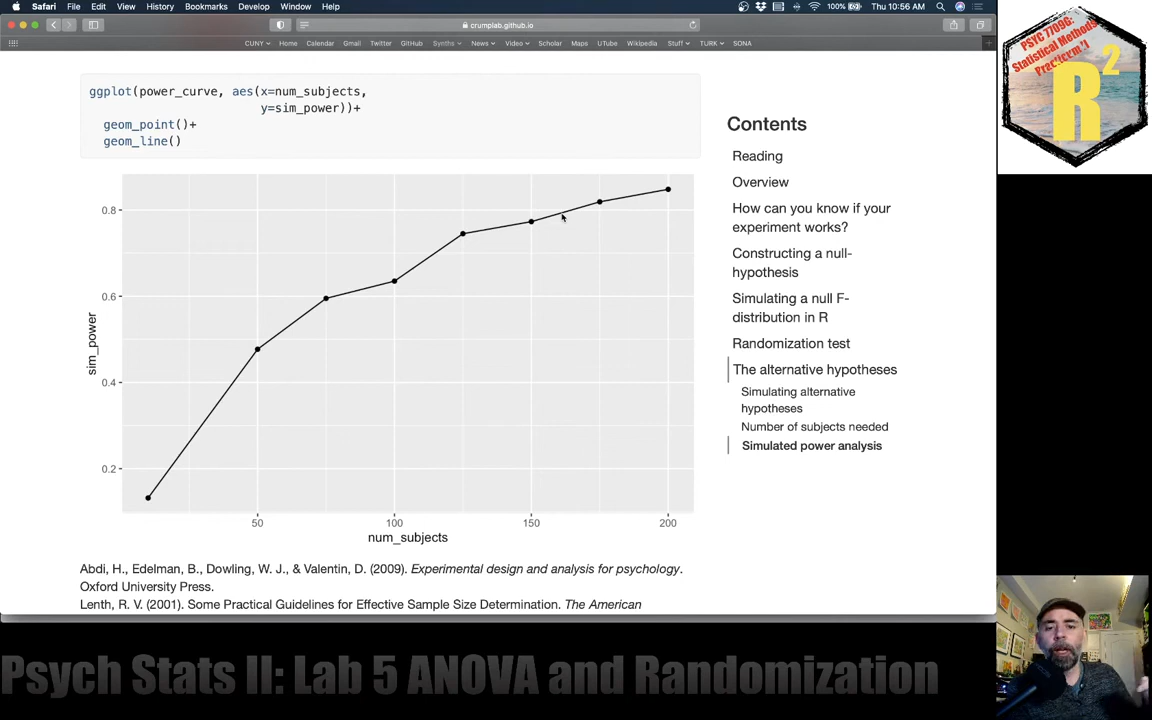 Safari File Edit View History Bookmarks Develop Window Help 100% Thu 10:56 AM
crumplab.github.io
CUNY Home Calendar Gmail Twitter GitHub Synths News Video Scholar Maps UTube Wikipedia Stuff TURK SONA
PSYC 7709G:
Statistical Methods
Practicum 1
R2
ggplot(power_curve, aes(x=num_subjects,
y=sim_power))+
geom_point()+
geom_line()
Contents
Reading
Overview
How can you know if your
experiment works?
Constructing a null-
hypothesis
Simulating a null F-
distribution in R
Randomization test
The alternative hypotheses
Simulating alternative
hypotheses
Number of subjects needed
Simulated power analysis
sim_power
0.8
0.6
0.4
0.2
50 100 150 200
num_subjects
Abdi, H., Edelman, B., Dowling, W. J., & Valentin, D. (2009). Experimental design and analysis for psychology.
Oxford University Press.
Lenth, R. V. (2001). Some Practical Guidelines for Effective Sample Size Determination. The American
Psych Stats II: Lab 5 ANOVA and Randomization